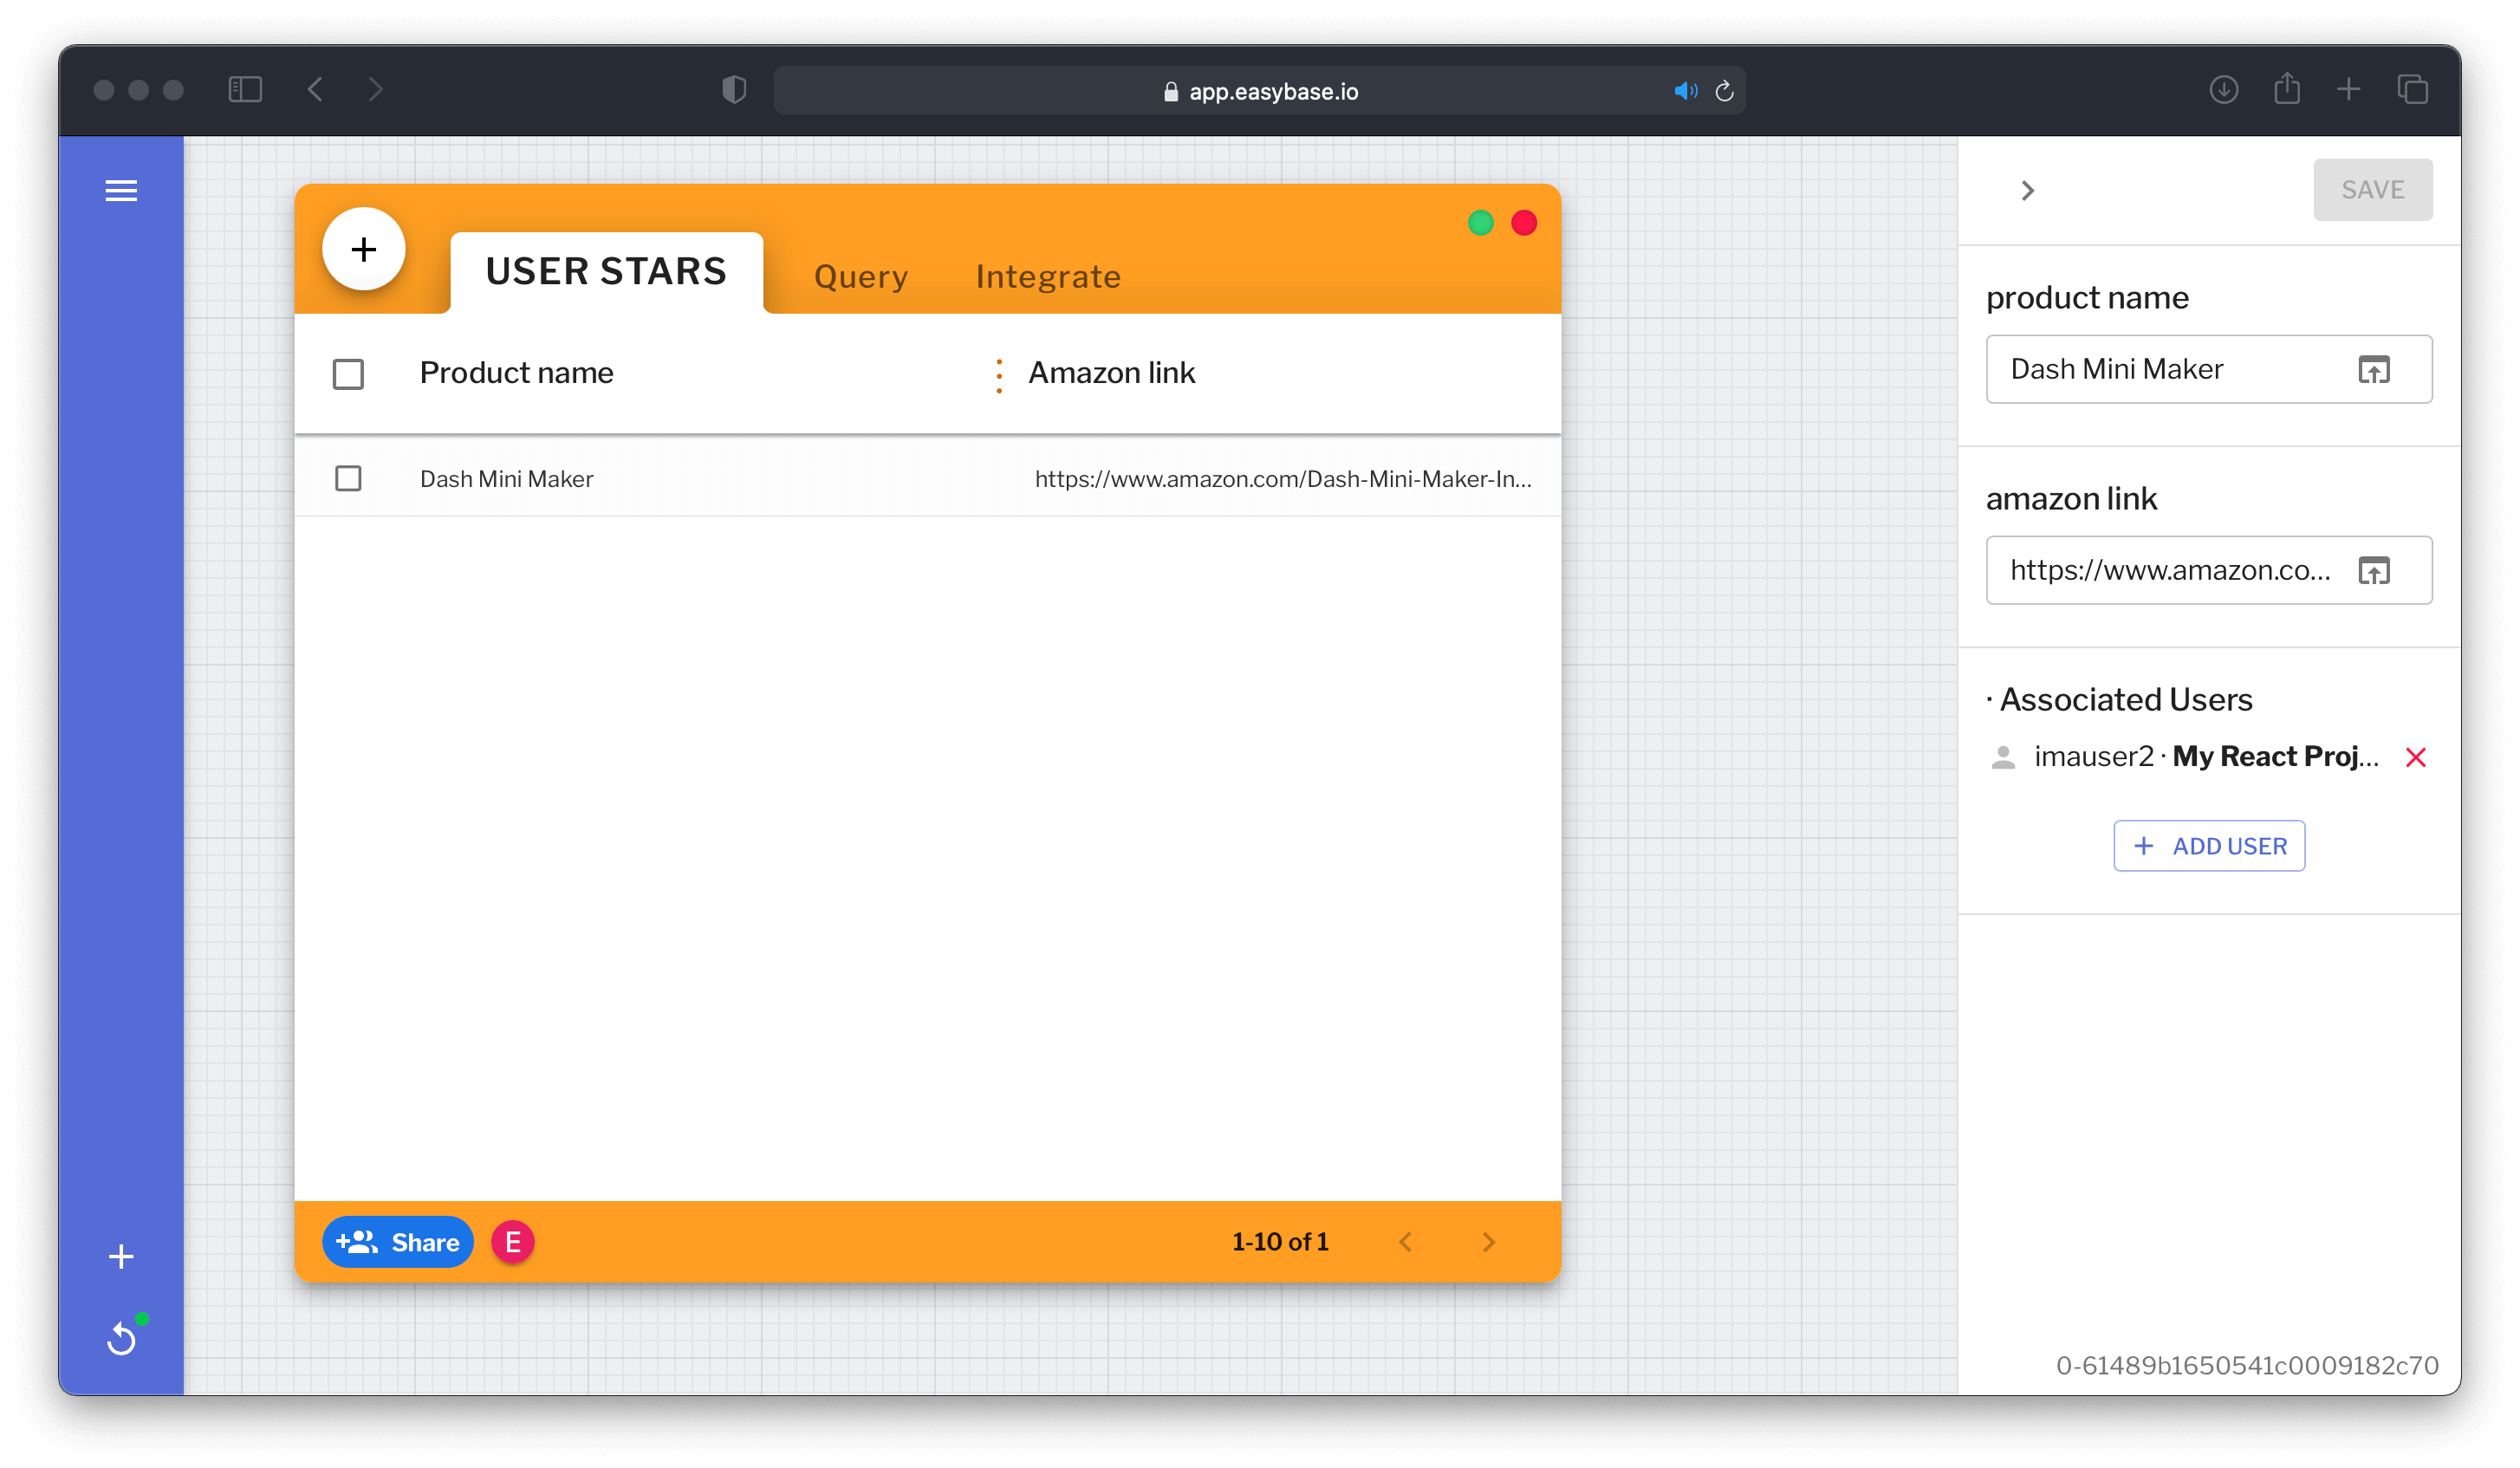 app.easybase.io
SAVE
USER STARS
Query
Integrate
Product name
Amazon link
Dash Mini Maker
https://www.amazon.com/Dash-Mini-Maker-In...
product name
Dash Mini Maker
amazon link
https://www.amazon.co...
· Associated Users
imauser2 · My React Proj...
ADD USER
Share
E
1-10 of 1
0-61489b1650541c0009182c70